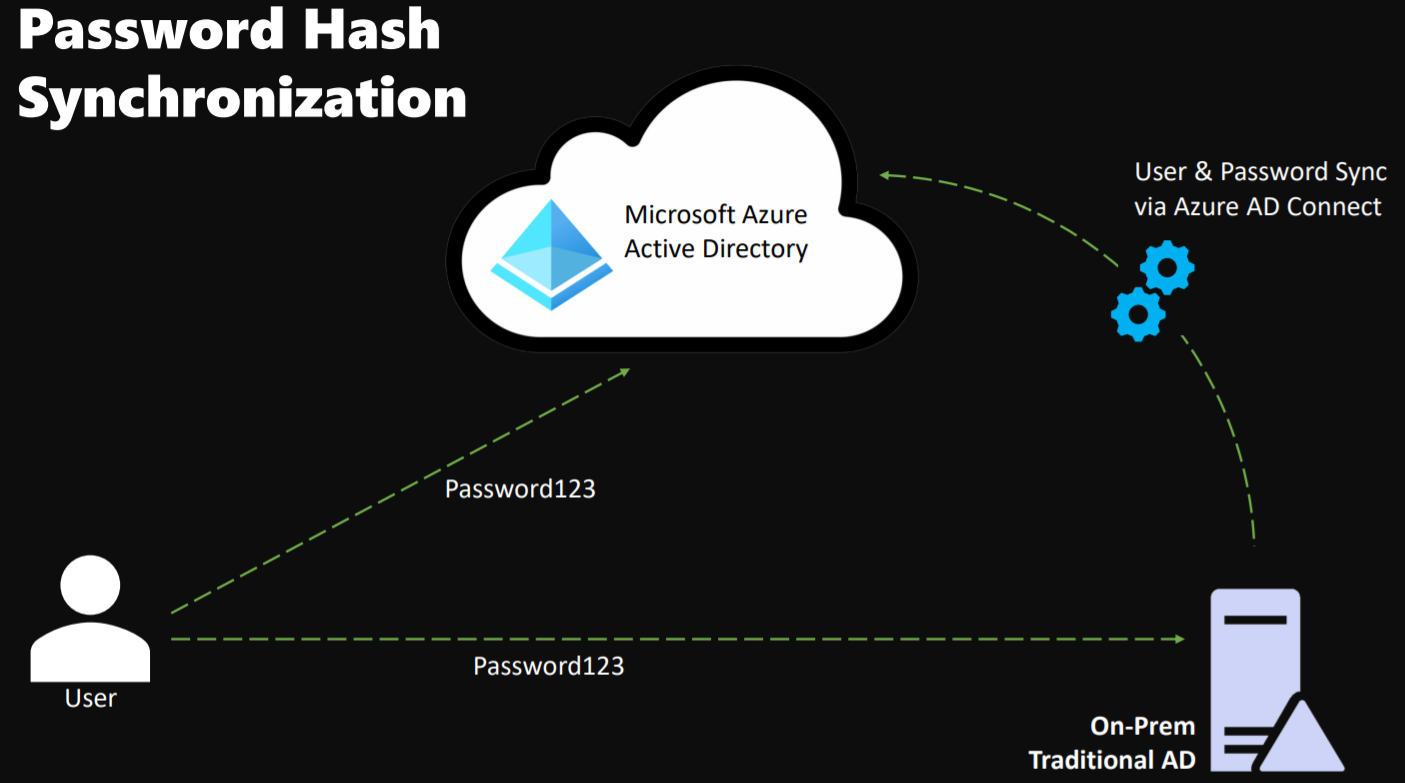 Password Hash
Synchronization
Microsoft Azure
Active Directory
User & Password Sync
via Azure AD Connect
Password123
Password123
User
On-Prem
Traditional AD